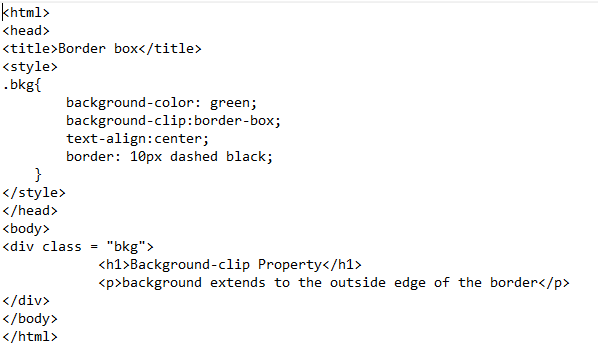 <html>
<head>
<title>Border box</title>
<style>
.bkg{
        background-color: green;
        background-clip:border-box;
        text-align:center;
        border: 10px dashed black;
    }
</style>
</head>
<body>
<div class = "bkg">
            <h1>Background-clip Property</h1>
            <p>background extends to the outside edge of the border</p>
</div>
</body>
</html>